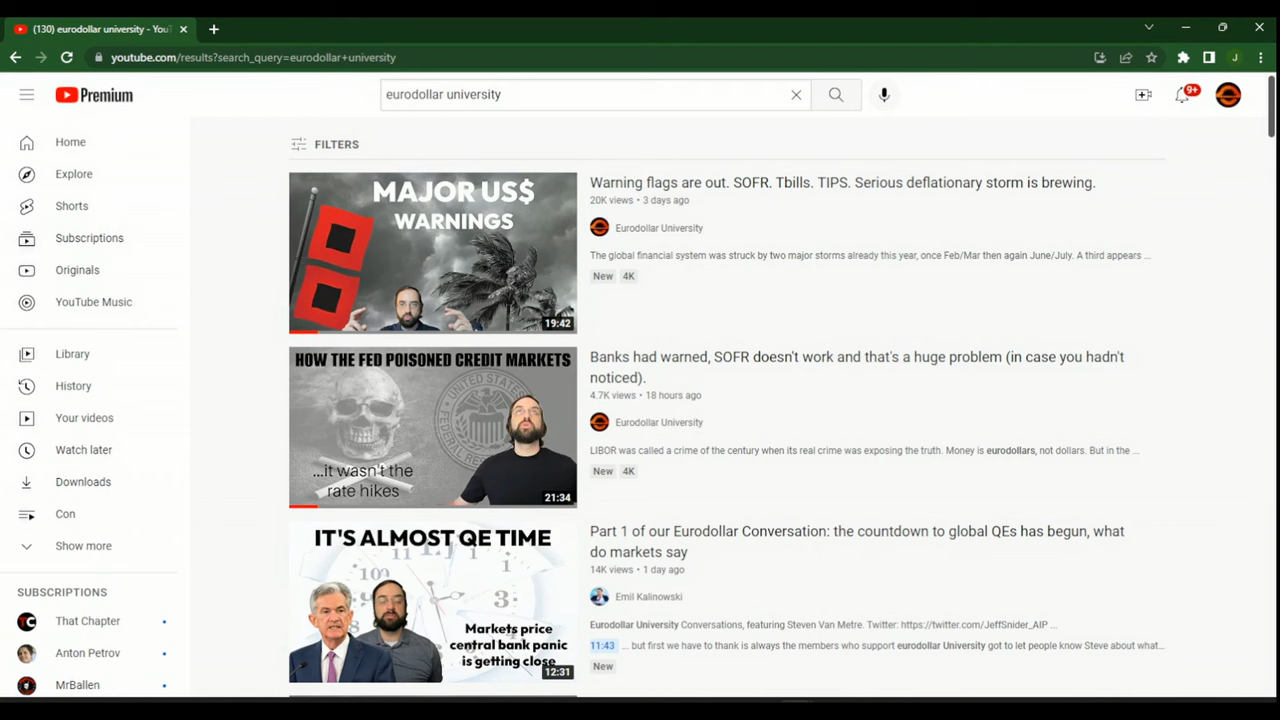 (130) eurodollar university - You
youtube.com/results?search_query=eurodollar+university
Premium
eurodollar university
9+
J
Home
Explore
Shorts
Subscriptions
Originals
YouTube Music
Library
History
Your videos
Watch later
Downloads
Con
Show more
SUBSCRIPTIONS
That Chapter
Anton Petrov
MrBallen
FILTERS
MAJOR US$
WARNINGS
19:42
Warning flags are out. SOFR. Tbills. TIPS. Serious deflationary storm is brewing.
20K views • 3 days ago
Eurodollar University
The global financial system was struck by two major storms already this year, once Feb/Mar then again June/July. A third appears ...
New 4K
HOW THE FED POISONED CREDIT MARKETS
...it wasn't the
rate hikes
21:34
Banks had warned, SOFR doesn't work and that's a huge problem (in case you hadn't
noticed).
4.7K views • 18 hours ago
Eurodollar University
LIBOR was called a crime of the century when its real crime was exposing the truth. Money is eurodollars, not dollars. But in the ...
New 4K
IT'S ALMOST QE TIME
Markets price
central bank panic
is getting close
12:31
Part 1 of our Eurodollar Conversation: the countdown to global QEs has begun, what
do markets say
14K views • 1 day ago
Emil Kalinowski
Eurodollar University Conversations, featuring Steven Van Metre. Twitter: https://twitter.com/JeffSnider_AIP ...
11:43 ... but first we have to thank is always the members who support eurodollar University got to let people know Steve about what...
New